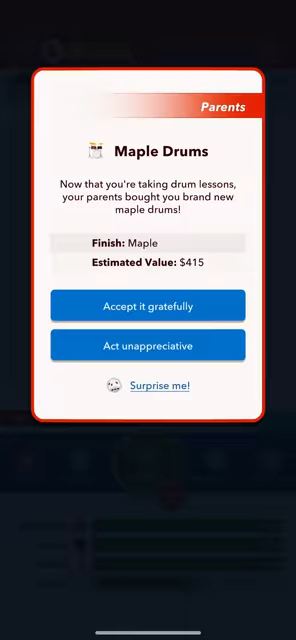 Parents
Maple Drums
Now that you're taking drum lessons,
your parents bought you brand new
maple drums!
Finish: Maple
Estimated Value: $415
Accept it gratefully
Act unappreciative
Surprise me!